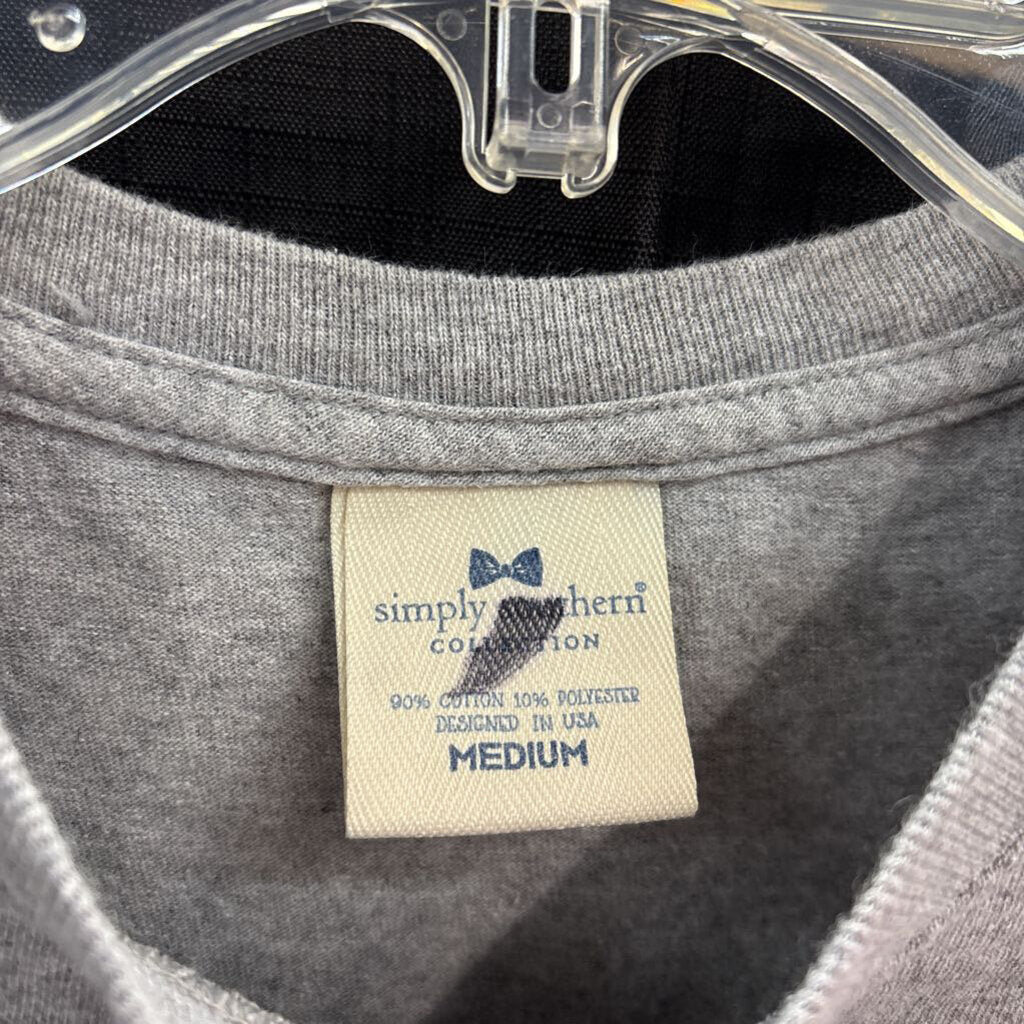 simply southern®
COLLECTION
90% COTTON 10% POLYESTER
DESIGNED IN USA
MEDIUM